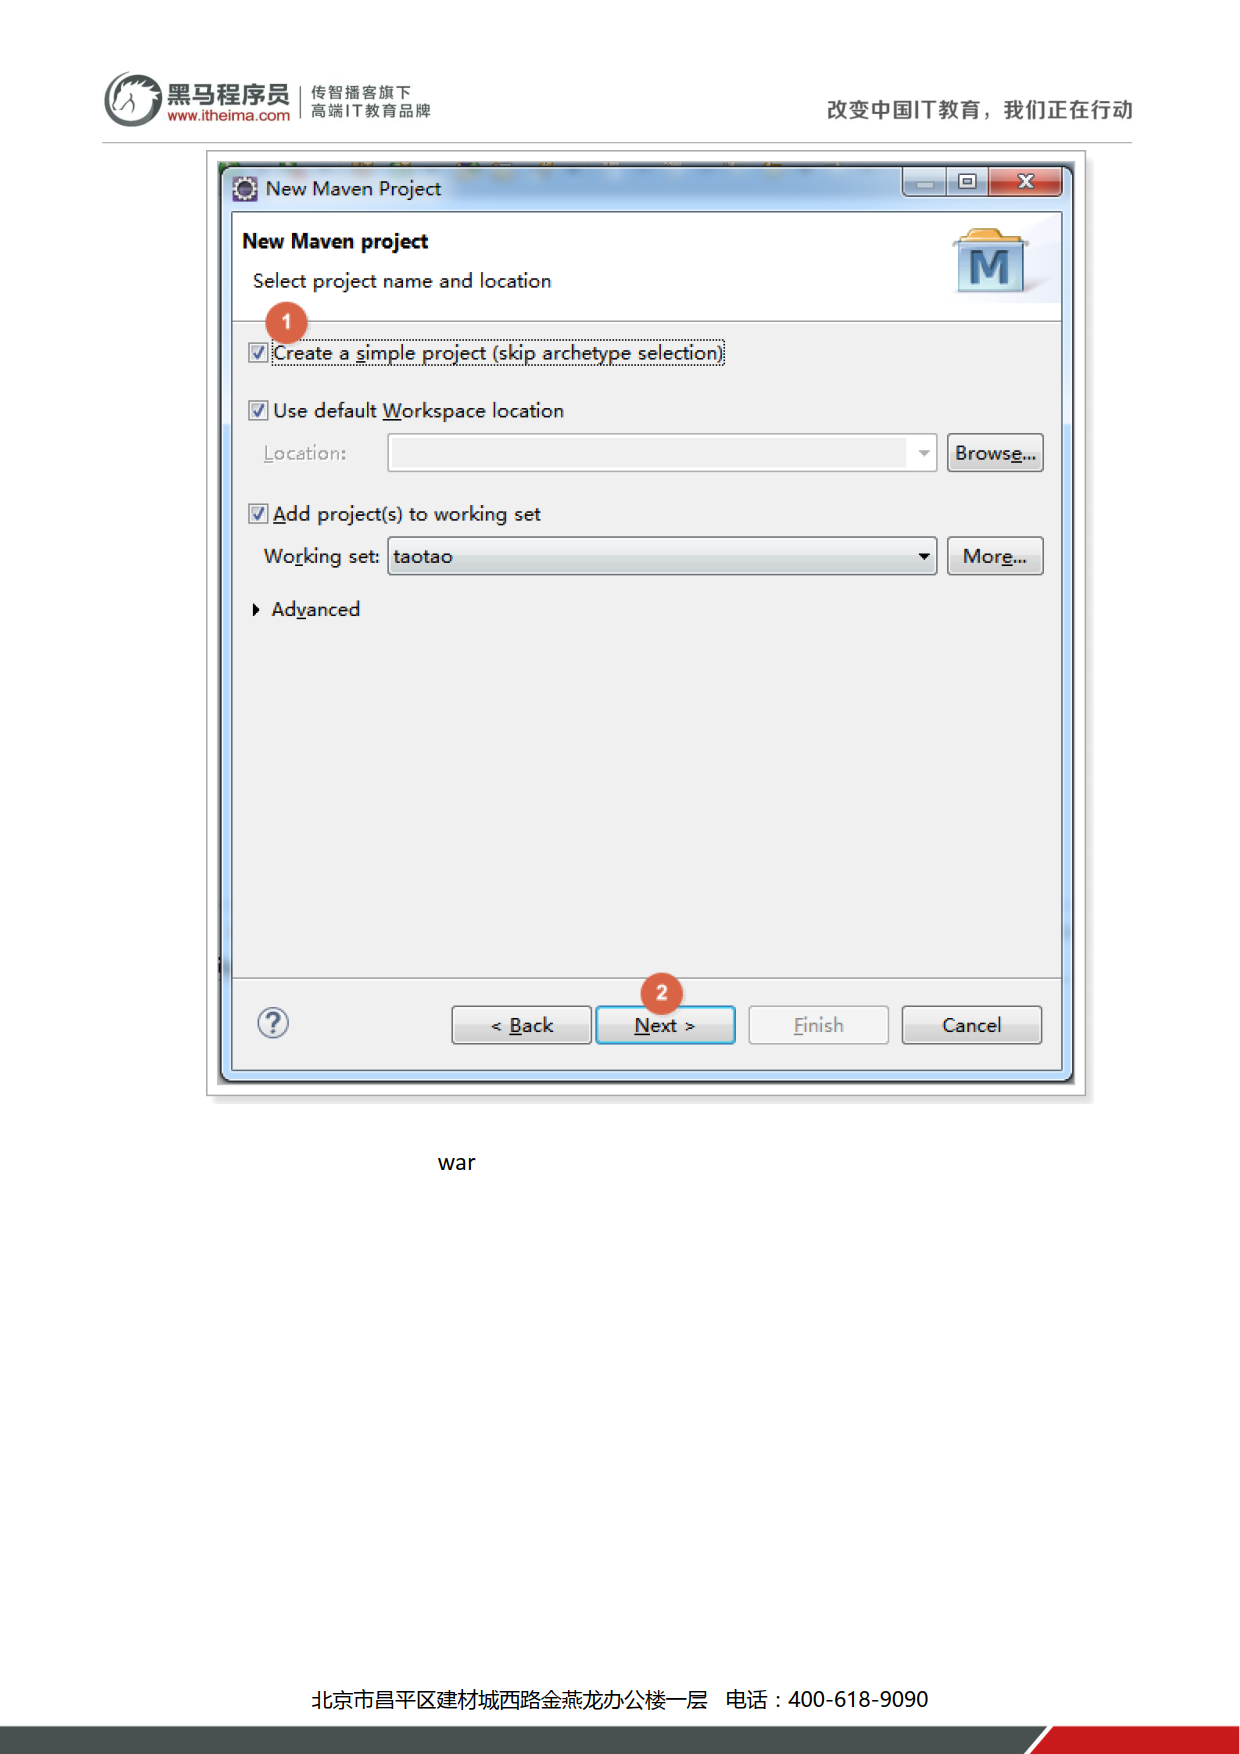 黑马程序员
www.itheima.com
传智播客旗下
高端IT教育品牌
改变中国IT教育，我们正在行动
New Maven Project
New Maven project
Select project name and location
1
Create a simple project (skip archetype selection)
Use default Workspace location
Location:
Browse...
Add project(s) to working set
Working set: taotao
More...
Advanced
2
< Back
Next >
Finish
Cancel
war
北京市昌平区建材城西路金燕龙办公楼一层 电话：400-618-9090